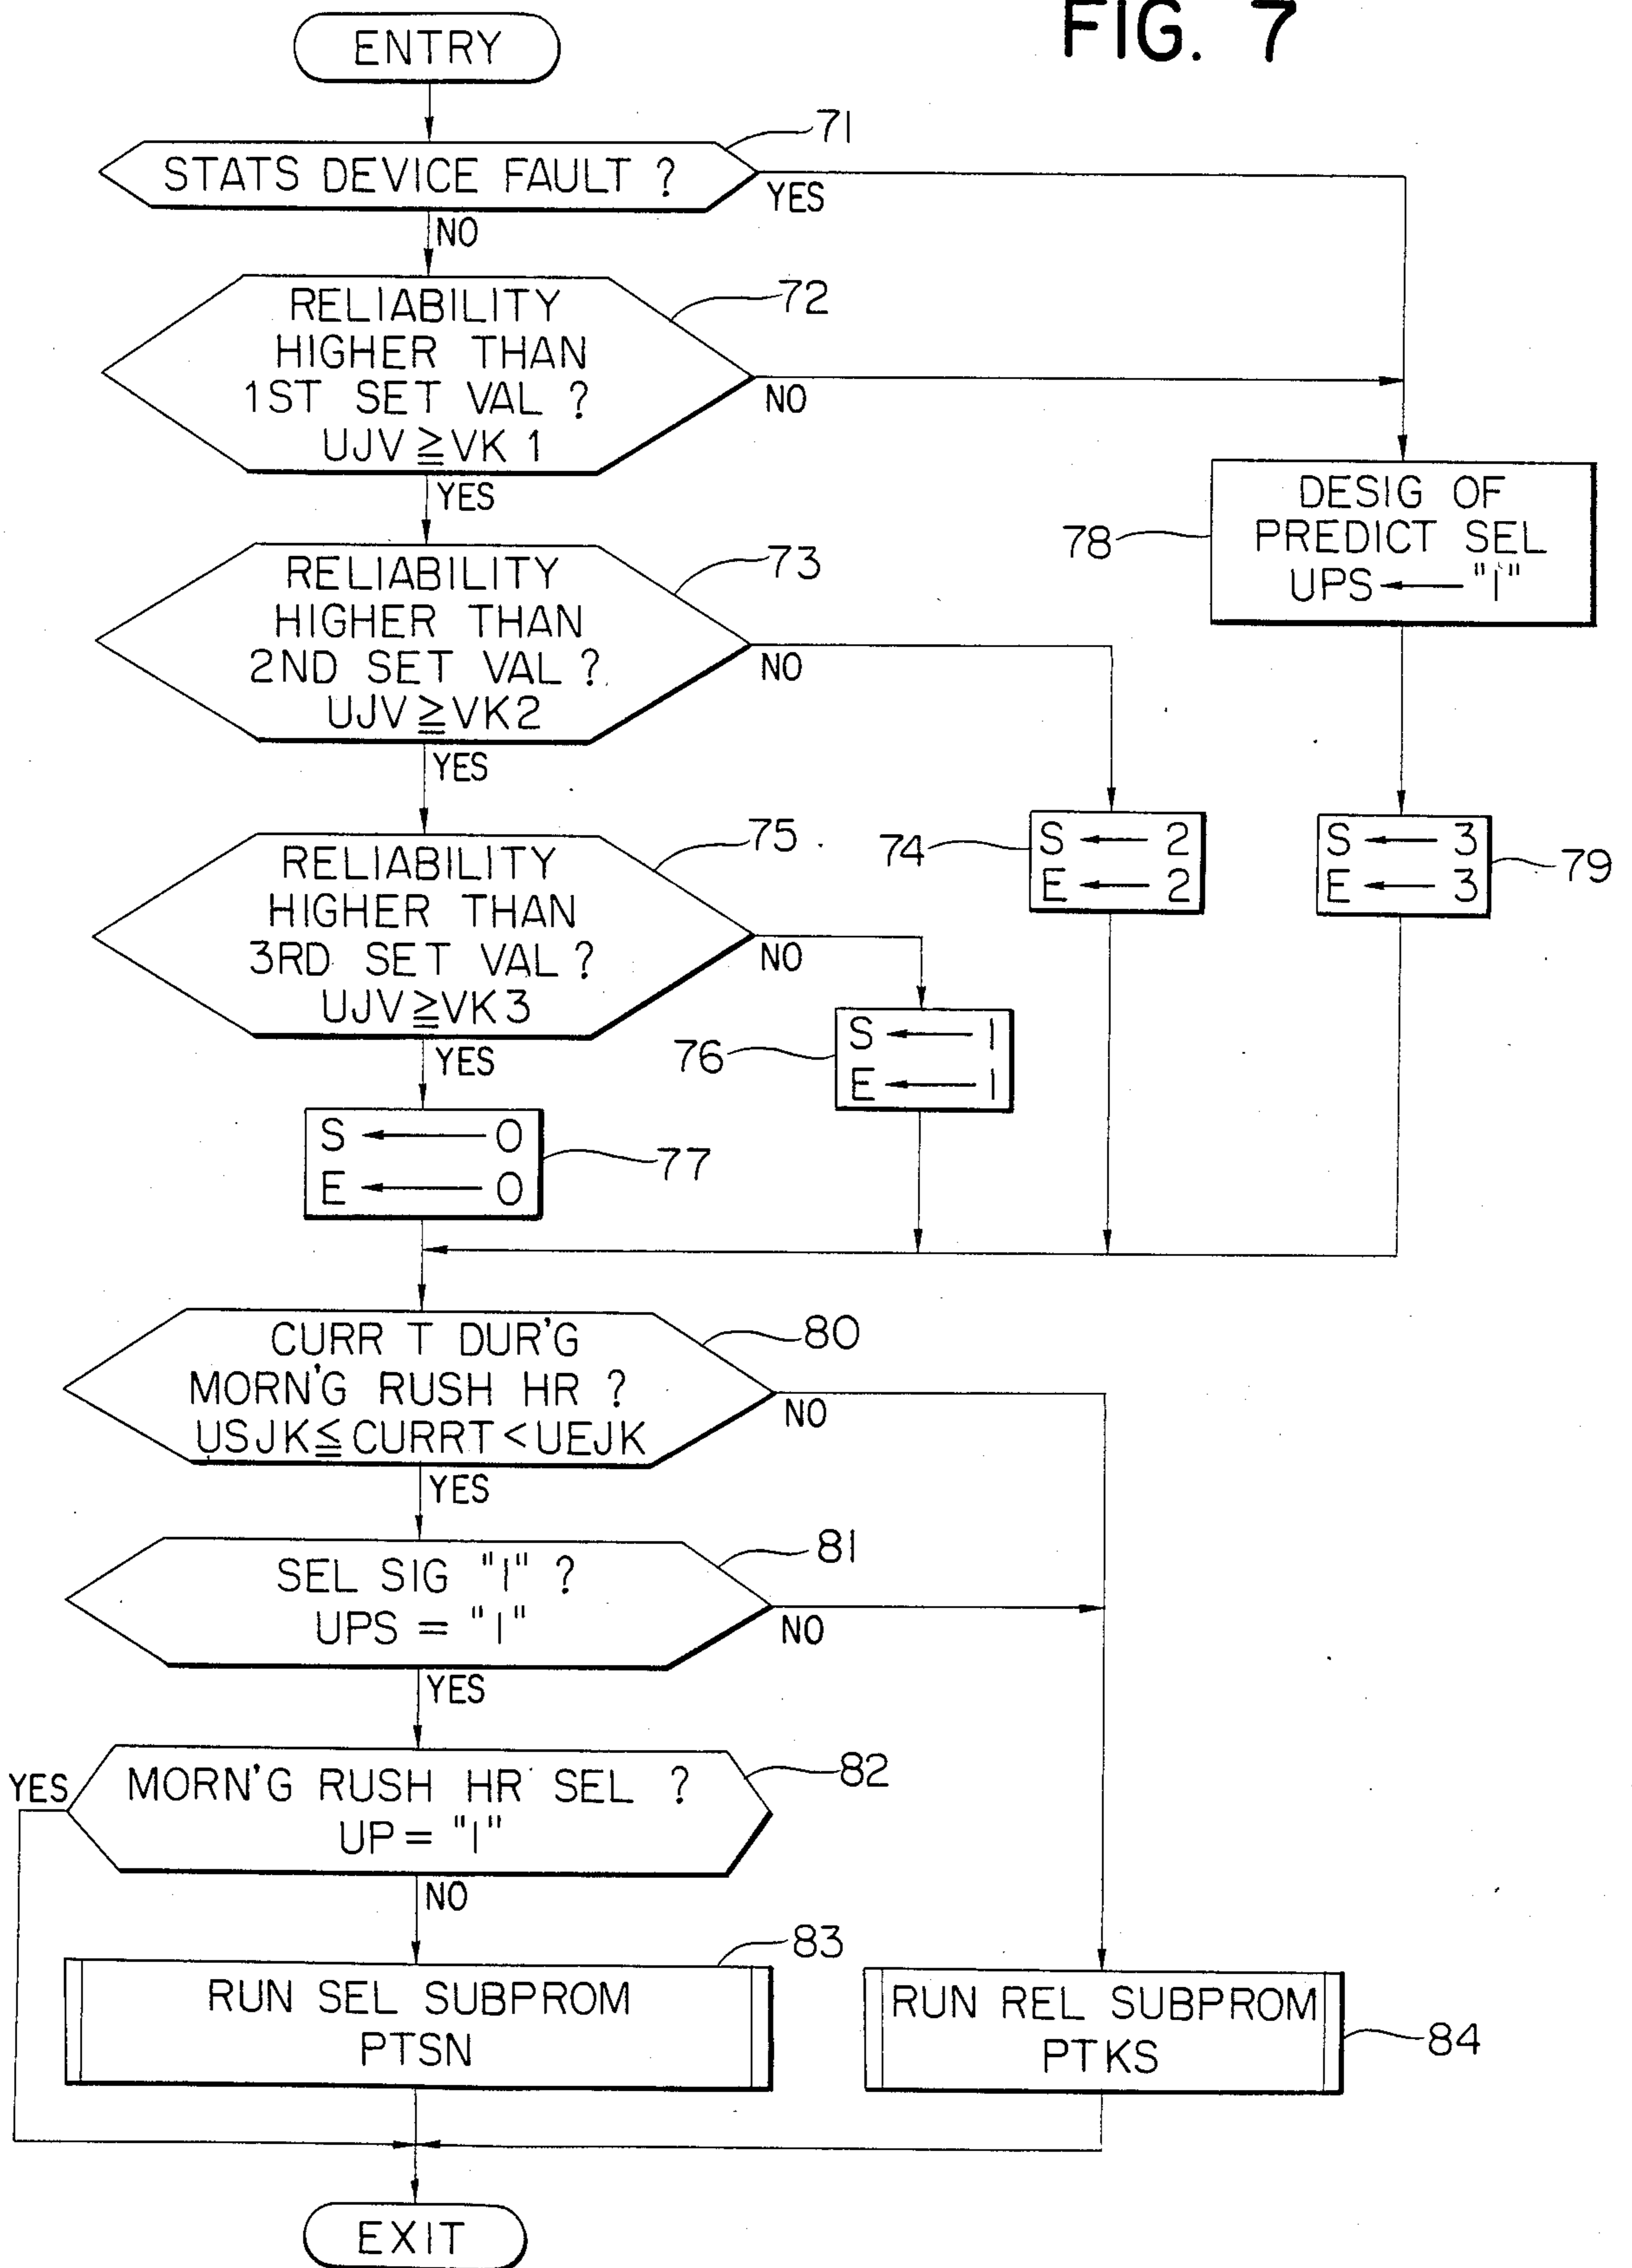 FIG. 7
ENTRY
71
STATS DEVICE FAULT ?
YES
NO
72
RELIABILITY
HIGHER THAN
1ST SET VAL ?
UJV ≧ VK 1
NO
YES
73
RELIABILITY
HIGHER THAN
2ND SET VAL ?
UJV ≧ VK2
NO
YES
78
DESIG OF
PREDICT SEL
UPS ← "1"
75
RELIABILITY
HIGHER THAN
3RD SET VAL ?
UJV ≧ VK3
NO
YES
74
S ← 2
E ← 2
79
S ← 3
E ← 3
76
S ← 1
E ← 1
77
S ← 0
E ← 0
80
CURR T DUR'G
MORN'G RUSH HR ?
USJK ≦ CURRT < UEJK
NO
YES
81
SEL SIG "1" ?
UPS = "1"
NO
YES
82
MORN'G RUSH HR SEL ?
UP = "1"
YES
NO
83
RUN SEL SUBPROM
PTSN
84
RUN REL SUBPROM
PTKS
EXIT